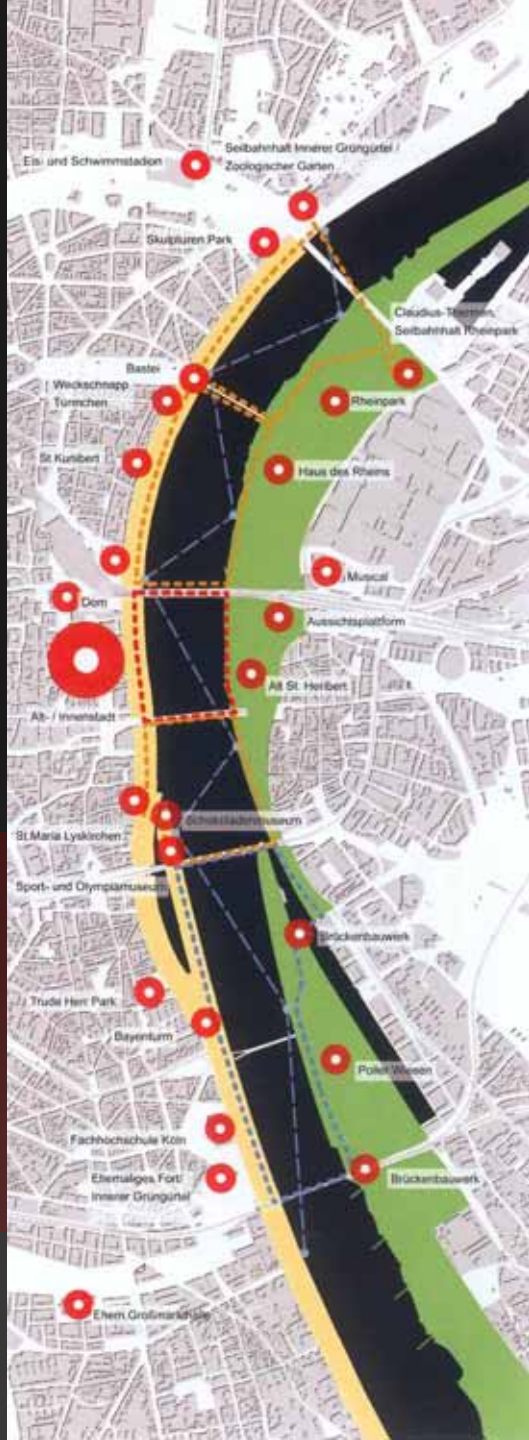 Seilbahnhalt Innerer Grüngürtel /
Zoologischer Garten
Eis- und Schwimmstadion
Skulpturen Park
Claudius-Thermen,
Seilbahnhalt Rheinpark
Bastei
Weckschnapp
Türmchen
Rheinpark
St Kunibert
Haus des Rheins
Musical
Dom
Aussichtsplattform
Alt St. Heribert
Alt- / Innenstadt
Schokoladenmuseum
St.Maria Lyskirchen
Sport- und Olympiamuseum
Brückenbauwerk
Trude Herr Park
Bayenturm
Poller Wiesen
Fachhochschule Köln
Ehemaliges Fort/
Innerer Grüngürtel
Brückenbauwerk
Ehem.Großmarkthalle